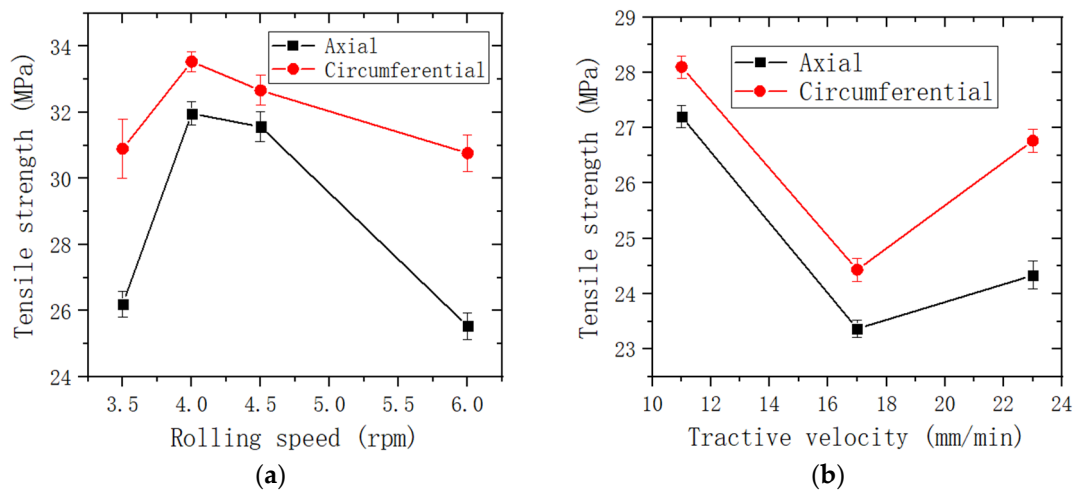 Tensile strength (MPa)
34
32
31
30
28
26
25
24
3.5 4.0 4.5 5.0 5.5 6.0
Rolling speed (rpm)
Axial
Circumferential
(a)
Tensile strength (MPa)
29
28
27
26
25
24
23
10 12 14 16 18 20 22 24
Tractive velocity (mm/min)
Axial
Circumferential
(b)